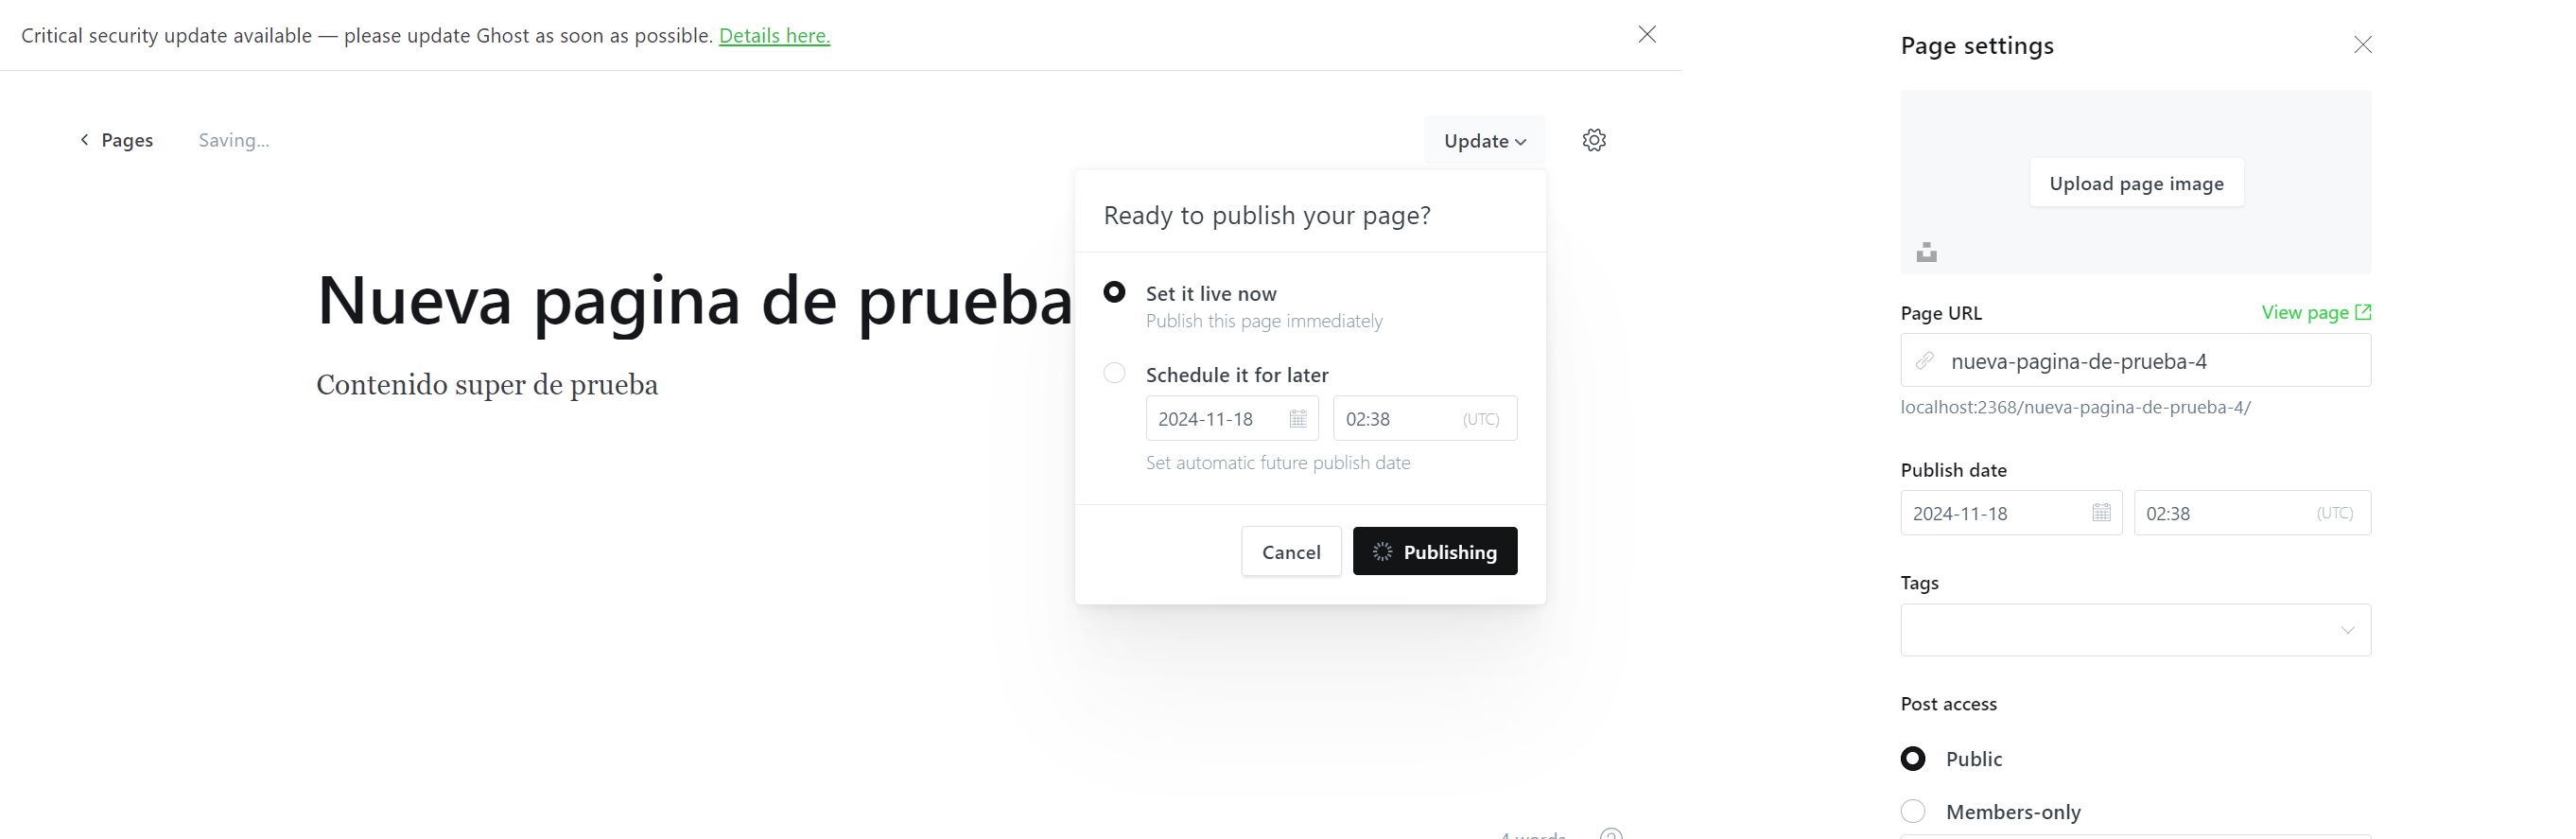 Critical security update available — please update Ghost as soon as possible. Details here.
Pages
Saving...
Update
Ready to publish your page?
Nueva pagina de prueba
Contenido super de prueba
Set it live now
Publish this page immediately
Schedule it for later
2024-11-18
02:38
(UTC)
Set automatic future publish date
Cancel
Publishing
4 words
Page settings
Upload page image
Page URL
View page
nueva-pagina-de-prueba-4
localhost:2368/nueva-pagina-de-prueba-4/
Publish date
2024-11-18
02:38
(UTC)
Tags
Post access
Public
Members-only